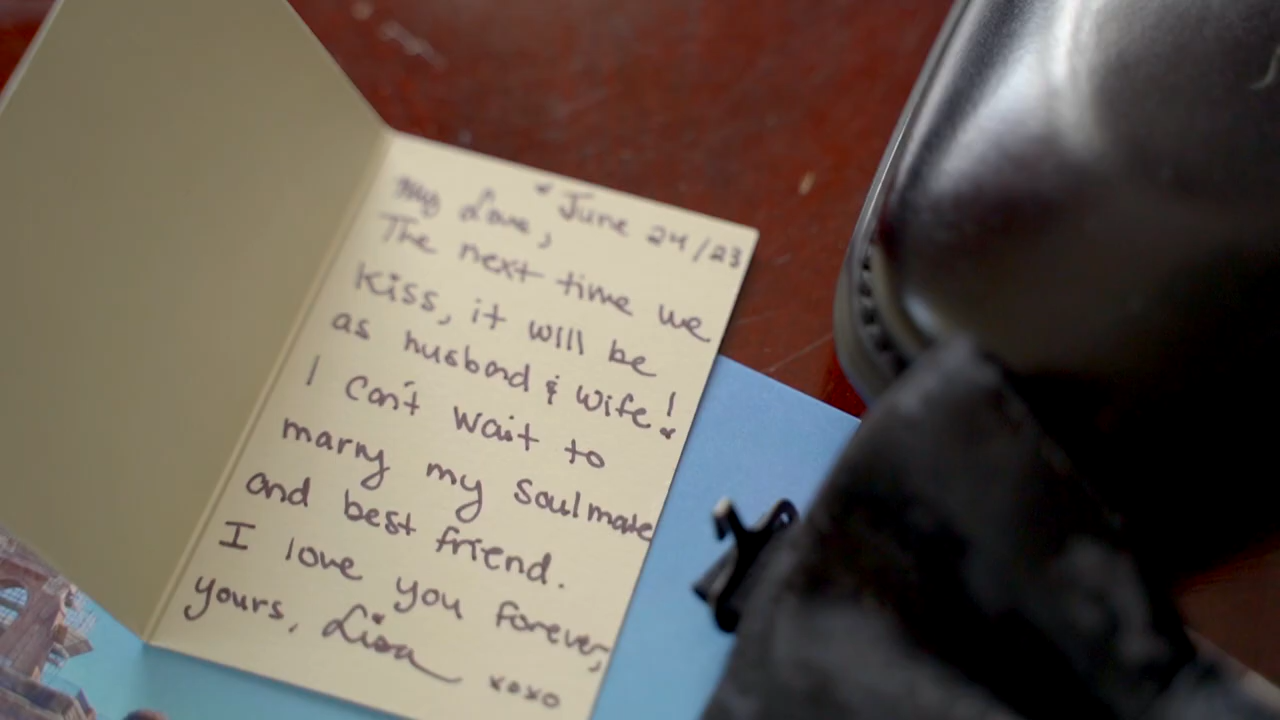 June 24/23
My Love,
The next time we
kiss, it will be
as husband & wife!
I can't wait to
marry my soulmate
and best friend.
I love you forever,
yours, Lisa xoxo